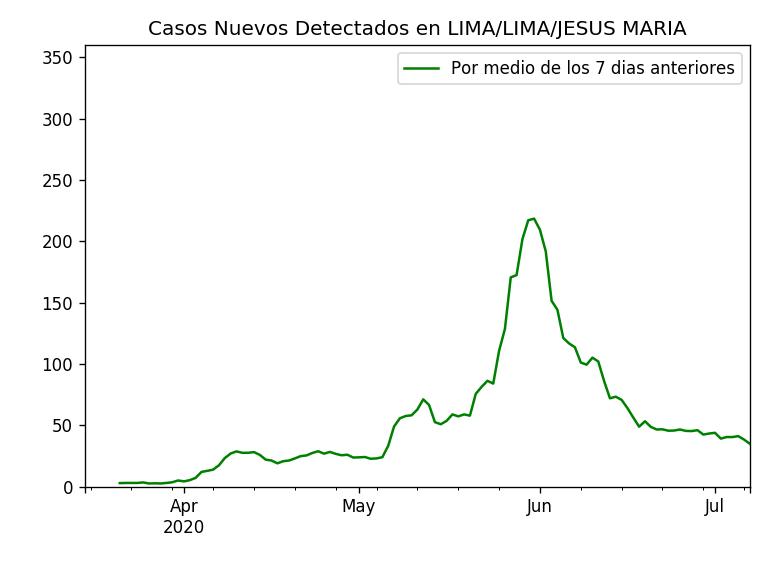 Casos Nuevos Detectados en LIMA/LIMA/JESUS MARIA
Por medio de los 7 dias anteriores
350
300
250
200
150
100
50
0
Apr
2020
May
Jun
Jul